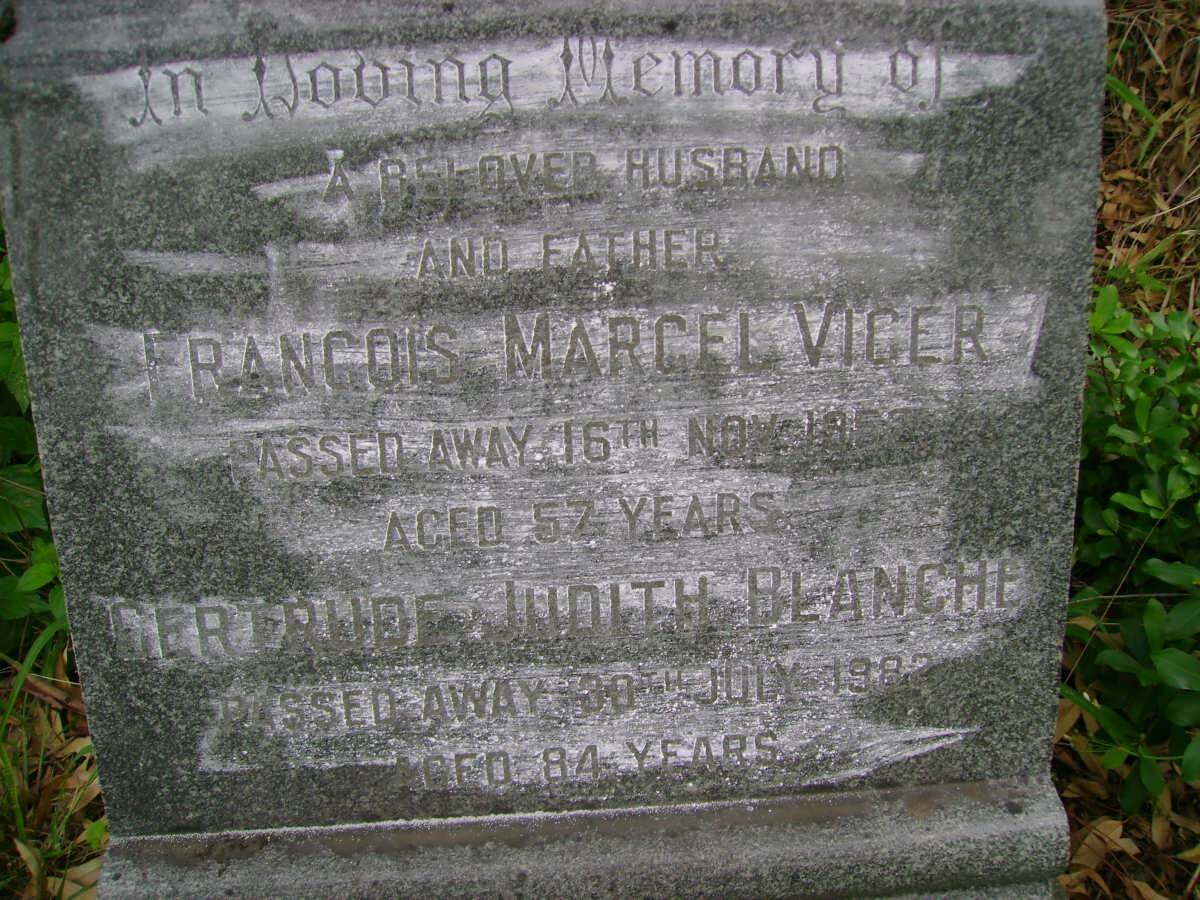 In Loving Memory of
A BELOVED HUSBAND
AND FATHER
FRANCOIS MARCEL VIGER
PASSED AWAY 16TH NOV.
AGED 57 YEARS
GERTRUDE JUDITH BLANCHE
PASSED AWAY 30TH JULY
AGED 84 YEARS